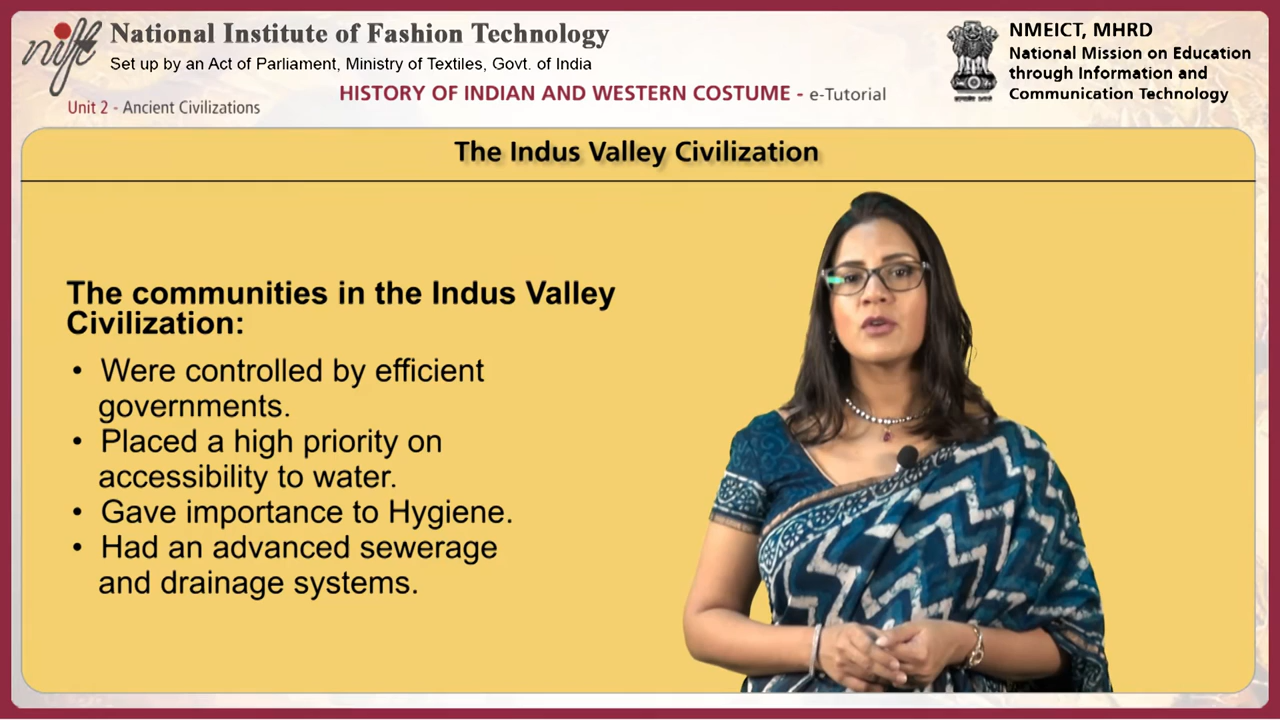 nift
National Institute of Fashion Technology
Set up by an Act of Parliament, Ministry of Textiles, Govt. of India
Unit 2 - Ancient Civilizations
HISTORY OF INDIAN AND WESTERN COSTUME - e-Tutorial
NMEICT, MHRD
National Mission on Education
through Information and
Communication Technology
The Indus Valley Civilization
The communities in the Indus Valley
Civilization:
• Were controlled by efficient
governments.
• Placed a high priority on
accessibility to water.
• Gave importance to Hygiene.
• Had an advanced sewerage
and drainage systems.